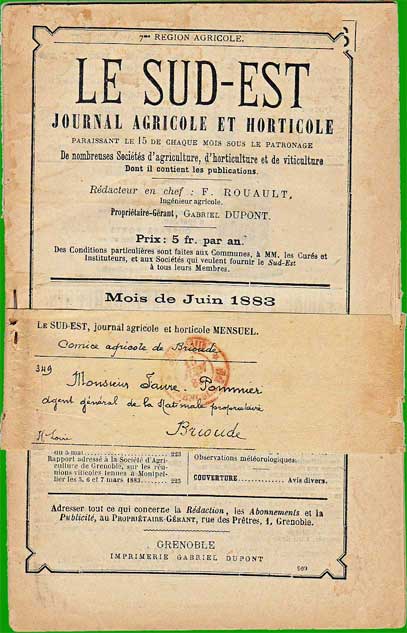 7me REGION AGRICOLE.
LE SUD-EST
JOURNAL AGRICOLE ET HORTICOLE
PARAISSANT LE 15 DE CHAQUE MOIS SOUS LE PATRONAGE
De nombreuses Sociétés d'agriculture, d'horticulture et de viticulture
Dont il contient les publications.
Rédacteur en chef : F. ROUAULT,
Ingénieur agricole.
Propriétaire-Gérant, GABRIEL DUPONT.
Prix : 5 fr. par an.
Des Conditions particulières sont faites aux Communes, à MM. les Curés et
Instituteurs, et aux Sociétés qui veulent fournir le Sud-Est
à tous leurs Membres.
Mois de Juin 1883
LE SUD-EST, journal agricole et horticole MENSUEL.
Comice agricole de Brioude
349
Monsieur Faure-Pommier
agent général de la Nationale propriétaire
Brioude
Hte Loire
du 5 mai 223
Rapport adressé à la Société d'Agri-
culture de Grenoble, sur les réu-
nions viticoles tenues à Montpel-
lier les 5, 6 et 7 mars 1883 225
Observations météorologiques.
COUVERTURE Avis divers.
Adresser tout ce qui concerne la Rédaction, les Abonnements et la
Publicité, au PROPRIÉTAIRE-GÉRANT, rue des Prêtres, 1, Grenoble.
GRENOBLE
IMPRIMERIE GABRIEL DUPONT